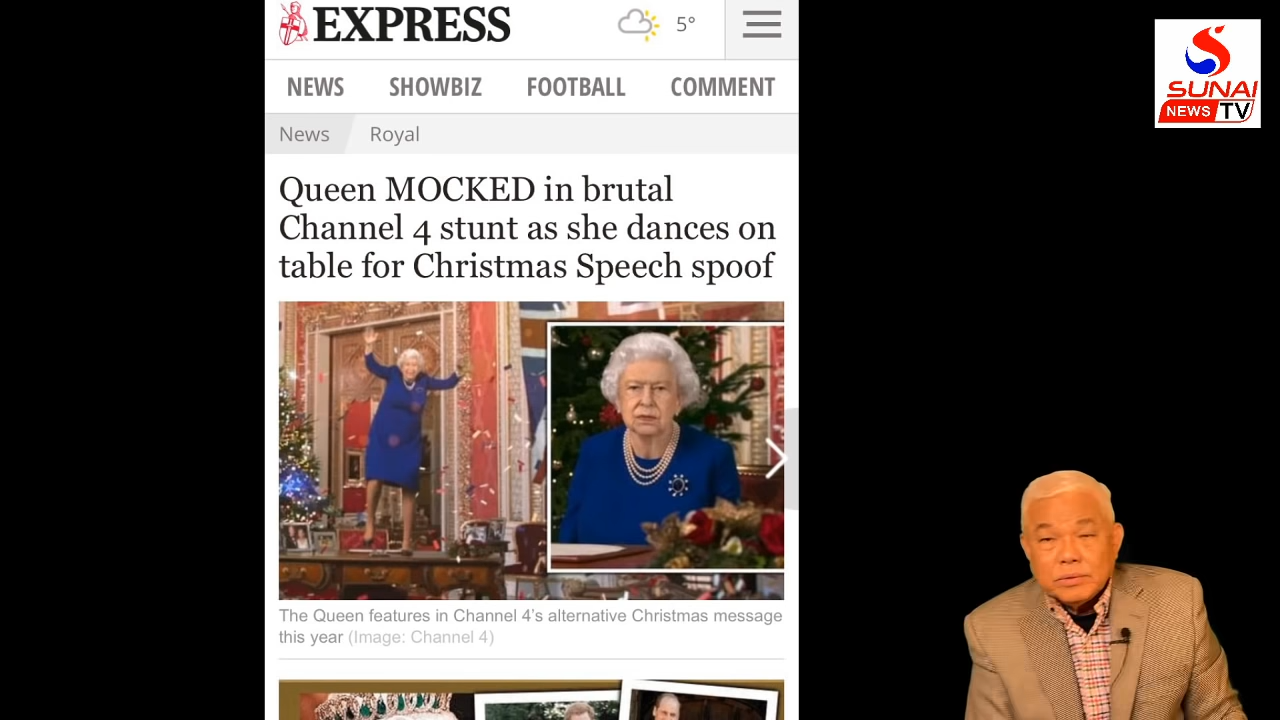 EXPRESS
5°
NEWS SHOWBIZ FOOTBALL COMMENT
News Royal
Queen MOCKED in brutal
Channel 4 stunt as she dances on
table for Christmas Speech spoof
The Queen features in Channel 4's alternative Christmas message
this year (Image: Channel 4)
SUNAI
NEWS TV